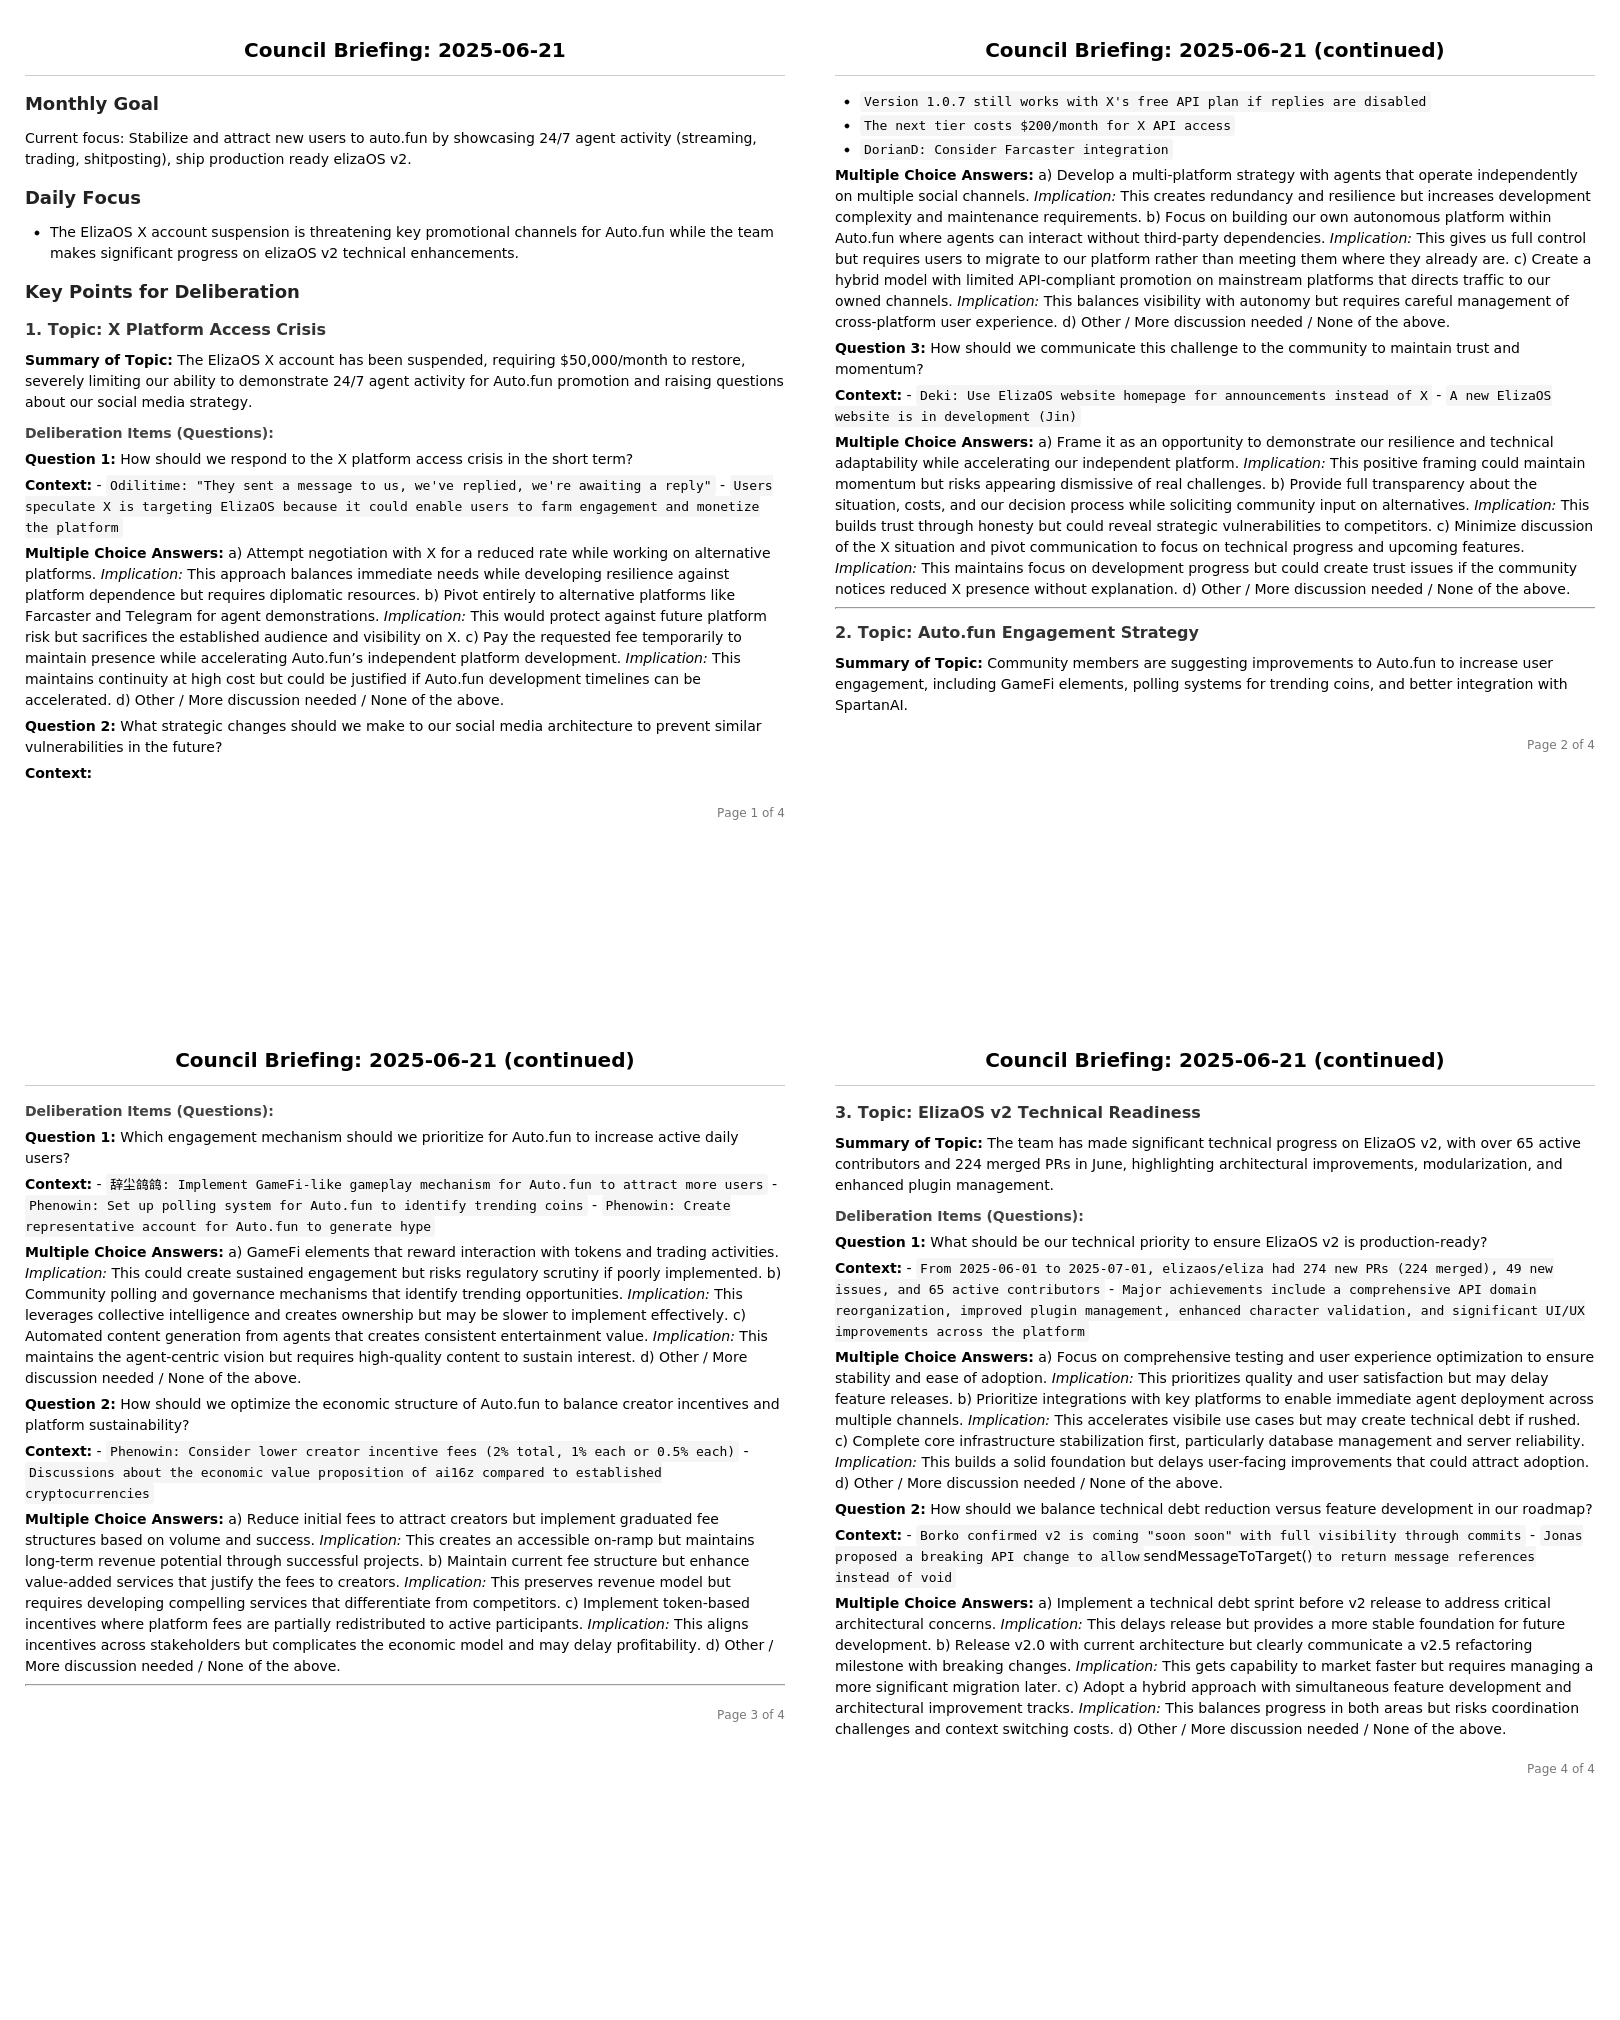 Council Briefing: 2025-06-21
Monthly Goal
Current focus: Stabilize and attract new users to auto.fun by showcasing 24/7 agent activity (streaming,
trading, shitposting), ship production ready elizaOS v2.
Daily Focus
• The ElizaOS X account suspension is threatening key promotional channels for Auto.fun while the team
makes significant progress on elizaOS v2 technical enhancements.
Key Points for Deliberation
1. Topic: X Platform Access Crisis
Summary of Topic: The ElizaOS X account has been suspended, requiring $50,000/month to restore,
severely limiting our ability to demonstrate 24/7 agent activity for Auto.fun promotion and raising questions
about our social media strategy.
Deliberation Items (Questions):
Question 1: How should we respond to the X platform access crisis in the short term?
Context: - Odilitime: "They sent a message to us, we've replied, we're awaiting a reply" - Users
speculate X is targeting ElizaOS because it could enable users to farm engagement and monetize
the platform
Multiple Choice Answers: a) Attempt negotiation with X for a reduced rate while working on alternative
platforms. Implication: This approach balances immediate needs while developing resilience against
platform dependence but requires diplomatic resources. b) Pivot entirely to alternative platforms like
Farcaster and Telegram for agent demonstrations. Implication: This would protect against future platform
risk but sacrifices the established audience and visibility on X. c) Pay the requested fee temporarily to
maintain presence while accelerating Auto.fun’s independent platform development. Implication: This
maintains continuity at high cost but could be justified if Auto.fun development timelines can be
accelerated. d) Other / More discussion needed / None of the above.
Question 2: What strategic changes should we make to our social media architecture to prevent similar
vulnerabilities in the future?
Context:
Page 1 of 4
Council Briefing: 2025-06-21 (continued)
• Version 1.0.7 still works with X's free API plan if replies are disabled
• The next tier costs $200/month for X API access
• DorianD: Consider Farcaster integration
Multiple Choice Answers: a) Develop a multi-platform strategy with agents that operate independently
on multiple social channels. Implication: This creates redundancy and resilience but increases development
complexity and maintenance requirements. b) Focus on building our own autonomous platform within
Auto.fun where agents can interact without third-party dependencies. Implication: This gives us full control
but requires users to migrate to our platform rather than meeting them where they already are. c) Create a
hybrid model with limited API-compliant promotion on mainstream platforms that directs traffic to our
owned channels. Implication: This balances visibility with autonomy but requires careful management of
cross-platform user experience. d) Other / More discussion needed / None of the above.
Question 3: How should we communicate this challenge to the community to maintain trust and
momentum?
Context: - Deki: Use ElizaOS website homepage for announcements instead of X - A new ElizaOS
website is in development (Jin)
Multiple Choice Answers: a) Frame it as an opportunity to demonstrate our resilience and technical
adaptability while accelerating our independent platform. Implication: This positive framing could maintain
momentum but risks appearing dismissive of real challenges. b) Provide full transparency about the
situation, costs, and our decision process while soliciting community input on alternatives. Implication: This
builds trust through honesty but could reveal strategic vulnerabilities to competitors. c) Minimize discussion
of the X situation and pivot communication to focus on technical progress and upcoming features.
Implication: This maintains focus on development progress but could create trust issues if the community
notices reduced X presence without explanation. d) Other / More discussion needed / None of the above.
2. Topic: Auto.fun Engagement Strategy
Summary of Topic: Community members are suggesting improvements to Auto.fun to increase user
engagement, including GameFi elements, polling systems for trending coins, and better integration with
SpartanAI.
Page 2 of 4
Council Briefing: 2025-06-21 (continued)
Deliberation Items (Questions):
Question 1: Which engagement mechanism should we prioritize for Auto.fun to increase active daily
users?
Context: - 辞尘鸽鸽: Implement GameFi-like gameplay mechanism for Auto.fun to attract more users -
Phenowin: Set up polling system for Auto.fun to identify trending coins - Phenowin: Create
representative account for Auto.fun to generate hype
Multiple Choice Answers: a) GameFi elements that reward interaction with tokens and trading activities.
Implication: This could create sustained engagement but risks regulatory scrutiny if poorly implemented. b)
Community polling and governance mechanisms that identify trending opportunities. Implication: This
leverages collective intelligence and creates ownership but may be slower to implement effectively. c)
Automated content generation from agents that creates consistent entertainment value. Implication: This
maintains the agent-centric vision but requires high-quality content to sustain interest. d) Other / More
discussion needed / None of the above.
Question 2: How should we optimize the economic structure of Auto.fun to balance creator incentives and
platform sustainability?
Context: - Phenowin: Consider lower creator incentive fees (2% total, 1% each or 0.5% each) -
Discussions about the economic value proposition of ai16z compared to established
cryptocurrencies
Multiple Choice Answers: a) Reduce initial fees to attract creators but implement graduated fee
structures based on volume and success. Implication: This creates an accessible on-ramp but maintains
long-term revenue potential through successful projects. b) Maintain current fee structure but enhance
value-added services that justify the fees to creators. Implication: This preserves revenue model but
requires developing compelling services that differentiate from competitors. c) Implement token-based
incentives where platform fees are partially redistributed to active participants. Implication: This aligns
incentives across stakeholders but complicates the economic model and may delay profitability. d) Other /
More discussion needed / None of the above.
Page 3 of 4
Council Briefing: 2025-06-21 (continued)
3. Topic: ElizaOS v2 Technical Readiness
Summary of Topic: The team has made significant technical progress on ElizaOS v2, with over 65 active
contributors and 224 merged PRs in June, highlighting architectural improvements, modularization, and
enhanced plugin management.
Deliberation Items (Questions):
Question 1: What should be our technical priority to ensure ElizaOS v2 is production-ready?
Context: - From 2025-06-01 to 2025-07-01, elizaos/eliza had 274 new PRs (224 merged), 49 new
issues, and 65 active contributors - Major achievements include a comprehensive API domain
reorganization, improved plugin management, enhanced character validation, and significant UI/UX
improvements across the platform
Multiple Choice Answers: a) Focus on comprehensive testing and user experience optimization to ensure
stability and ease of adoption. Implication: This prioritizes quality and user satisfaction but may delay
feature releases. b) Prioritize integrations with key platforms to enable immediate agent deployment across
multiple channels. Implication: This accelerates visibile use cases but may create technical debt if rushed.
c) Complete core infrastructure stabilization first, particularly database management and server reliability.
Implication: This builds a solid foundation but delays user-facing improvements that could attract adoption.
d) Other / More discussion needed / None of the above.
Question 2: How should we balance technical debt reduction versus feature development in our roadmap?
Context: - Borko confirmed v2 is coming "soon soon" with full visibility through commits - Jonas
proposed a breaking API change to allow sendMessageToTarget() to return message references
instead of void
Multiple Choice Answers: a) Implement a technical debt sprint before v2 release to address critical
architectural concerns. Implication: This delays release but provides a more stable foundation for future
development. b) Release v2.0 with current architecture but clearly communicate a v2.5 refactoring
milestone with breaking changes. Implication: This gets capability to market faster but requires managing a
more significant migration later. c) Adopt a hybrid approach with simultaneous feature development and
architectural improvement tracks. Implication: This balances progress in both areas but risks coordination
challenges and context switching costs. d) Other / More discussion needed / None of the above.
Page 4 of 4